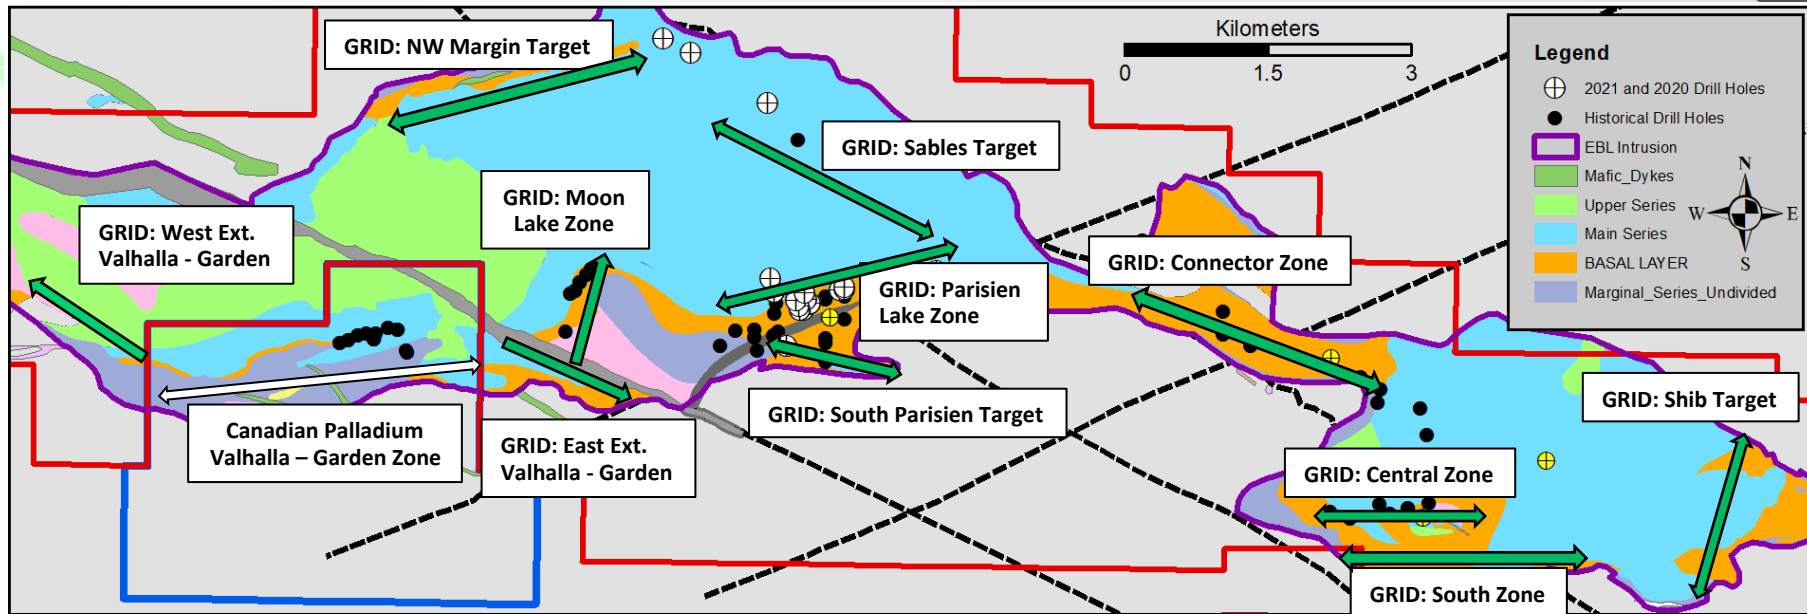 GRID: NW Margin Target
Kilometers
0 1.5 3
Legend
2021 and 2020 Drill Holes
Historical Drill Holes
EBL Intrusion
Mafic_Dykes
Upper Series
Main Series
BASAL LAYER
Marginal_Series_Undivided
N
W E
S
GRID: Sables Target
GRID: Moon
Lake Zone
GRID: West Ext.
Valhalla - Garden
GRID: Connector Zone
GRID: Parisien
Lake Zone
GRID: South Parisien Target
GRID: Shib Target
Canadian Palladium
Valhalla – Garden Zone
GRID: East Ext.
Valhalla - Garden
GRID: Central Zone
GRID: South Zone